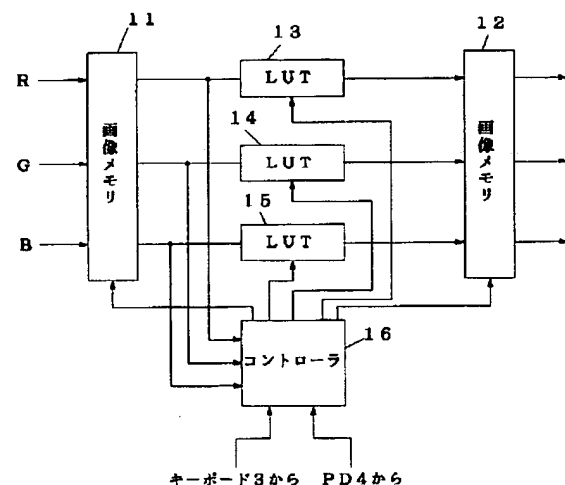 11
13
12
R
LUT
14
G
画像メモリ
LUT
画像メモリ
15
B
LUT
16
コントローラ
キーボード3から PD4から